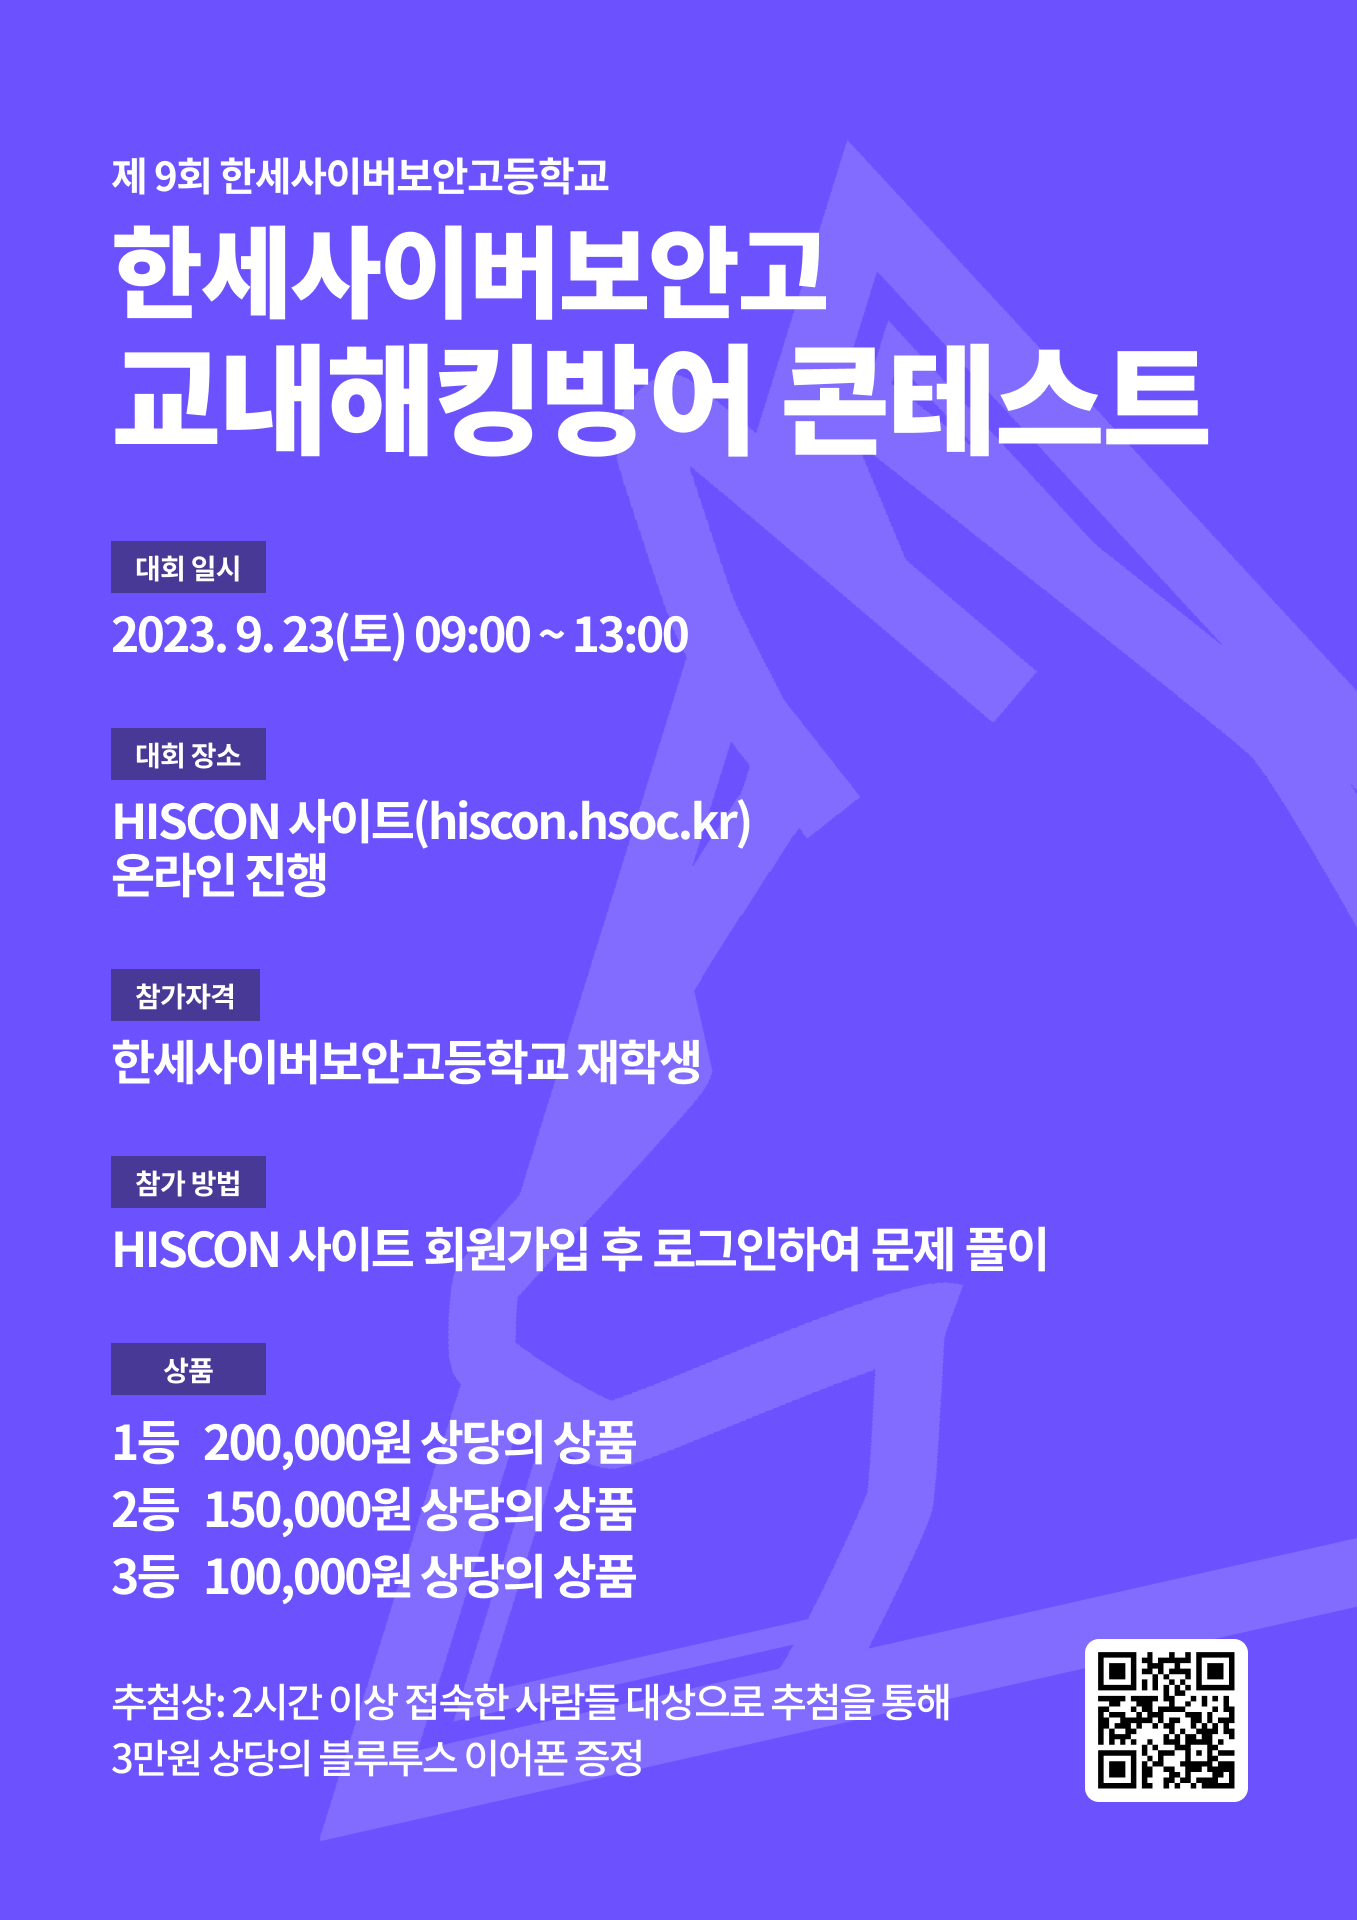 제 9회 한세사이버보안고등학교
한세사이버보안고
교내해킹방어 콘테스트
대회 일시
2023. 9. 23(토) 09:00 ~ 13:00
대회 장소
HISCON 사이트(hiscon.hsoc.kr)
온라인 진행
참가자격
한세사이버보안고등학교 재학생
참가 방법
HISCON 사이트 회원가입 후 로그인하여 문제 풀이
상품
1등 200,000원 상당의 상품
2등 150,000원 상당의 상품
3등 100,000원 상당의 상품
추첨상: 2시간 이상 접속한 사람들 대상으로 추첨을 통해
3만원 상당의 블루투스 이어폰 증정